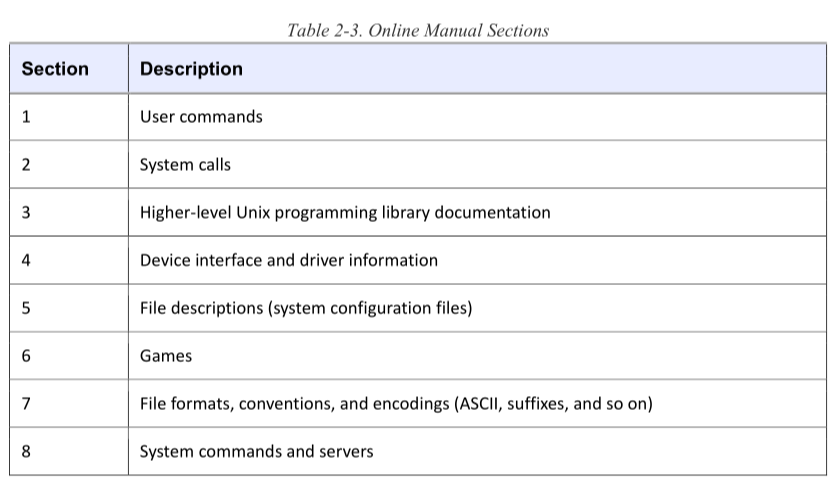 Table 2-3. Online Manual Sections
Section Description
1 User commands
2 System calls
3 Higher-level Unix programming library documentation
4 Device interface and driver information
5 File descriptions (system configuration files)
6 Games
7 File formats, conventions, and encodings (ASCII, suffixes, and so on)
8 System commands and servers